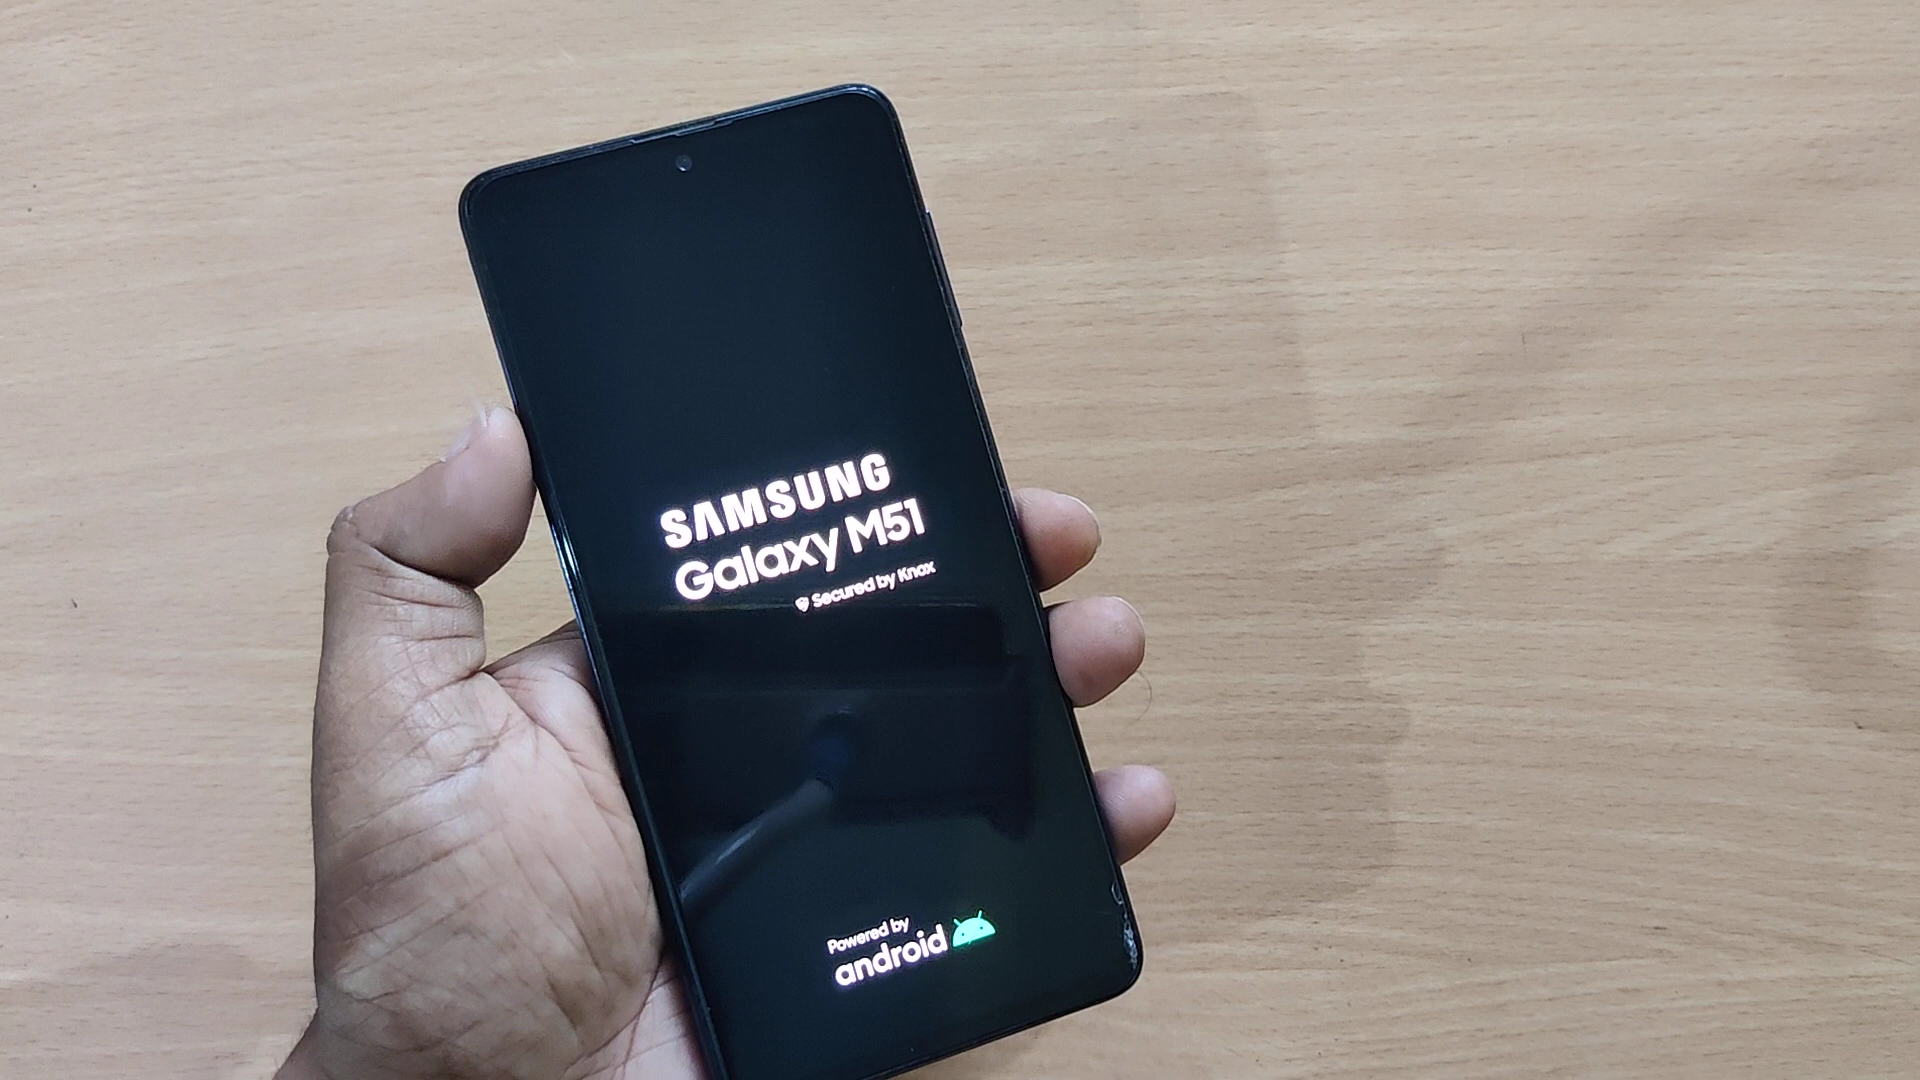 SAMSUNG
Galaxy M51
Secured by Knox
Powered by
android